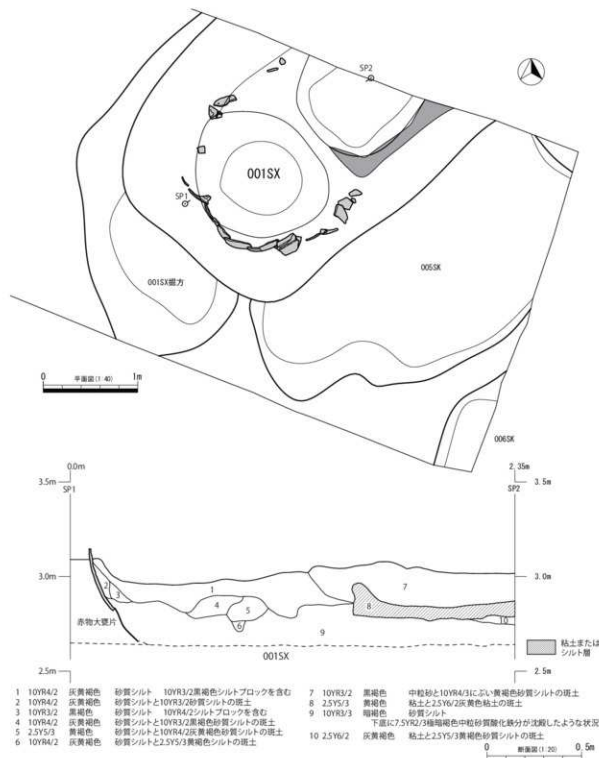 SP2
001SX
SP1
005SK
001SX掘方
006SK
0 平面図(1:40) 1m
0.0m 2.35m
3.5m 3.5m
SP1 SP2
3.0m 3.0m
1
2
3
4
5
6
7
8
9
10
赤物大甕片
001SX
2.5m 2.5m
粘土または
シルト層
1 10YR4/2 灰黄褐色 砂質シルト 10YR3/2黒褐色シルトブロックを含む
2 10YR4/2 灰黄褐色 砂質シルトと10YR3/2砂質シルトの斑土
3 10YR3/2 黒褐色 砂質シルト 10YR4/2シルトブロックを含む
4 10YR4/2 灰黄褐色 砂質シルトと10YR3/2黒褐色砂質シルトの斑土
5 2.5Y5/3 黄褐色 砂質シルトと10YR4/2灰黄褐色砂質シルトの斑土
6 10YR4/2 灰黄褐色 砂質シルトと2.5Y5/3黄褐色シルトの斑土
7 10YR3/2 黒褐色 中粒砂と10YR4/3にぶい黄褐色砂質シルトの斑土
8 2.5Y5/3 黄褐色 粘土と2.5Y6/2灰黄色粘土の斑土
9 10YR3/3 暗褐色 砂質シルト
下底に7.5YR2/3極暗褐色中粒砂質酸化鉄分が沈殿したような状況
10 2.5Y6/2 灰黄色 粘土と2.5Y5/3黄褐色砂質シルトの斑土
0 断面図(1:20) 0.5m